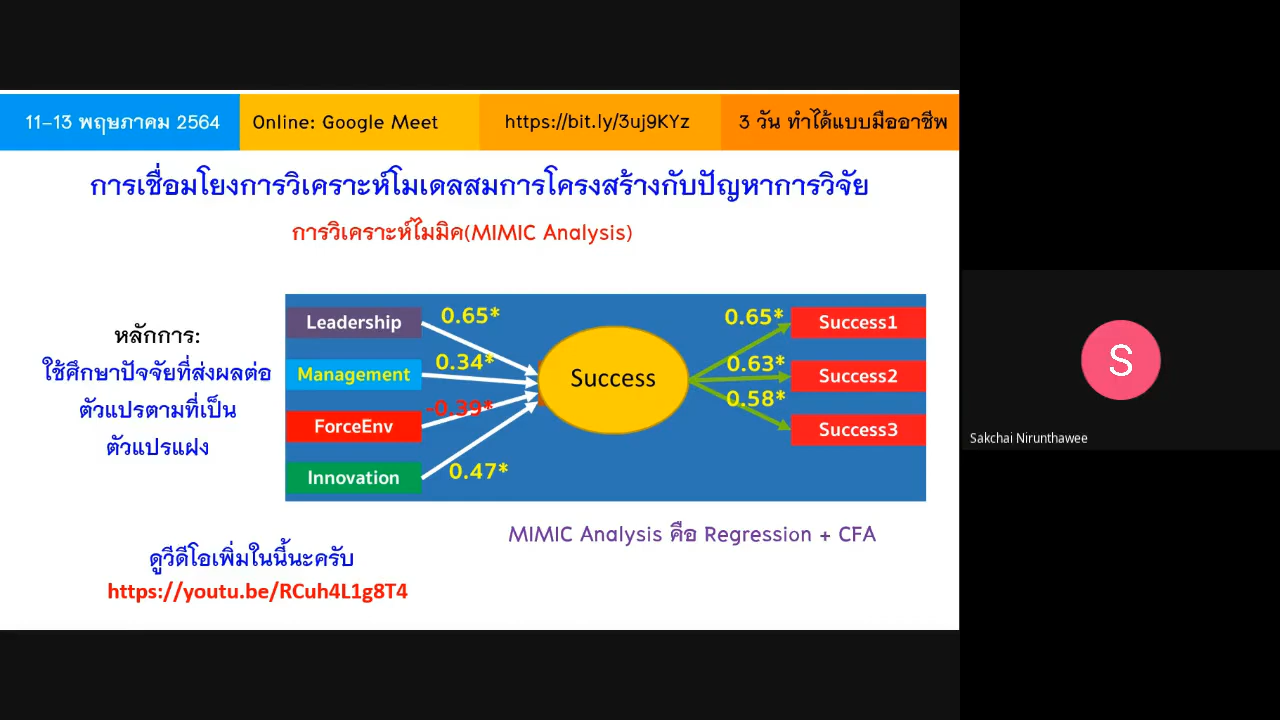 11-13 พฤษภาคม 2564
Online: Google Meet
https://bit.ly/3uj9KYz
3 วัน ทำได้แบบมืออาชีพ
การเชื่อมโยงการวิเคราะห์โมเดลสมการโครงสร้างกับปัญหาการวิจัย
การวิเคราะห์ไมมิค(MIMIC Analysis)
หลักการ:
ใช้ศึกษาปัจจัยที่ส่งผลต่อ
ตัวแปรตามที่เป็น
ตัวแปรแฝง
Leadership
Management
ForceEnv
Innovation
0.65*
0.34*
-0.39*
0.47*
Success
0.65*
0.63*
0.58*
Success1
Success2
Success3
MIMIC Analysis คือ Regression + CFA
ดูวีดีโอเพิ่มในนี้นะครับ
https://youtu.be/RCuh4L1g8T4
S
Sakchai Nirunthawee